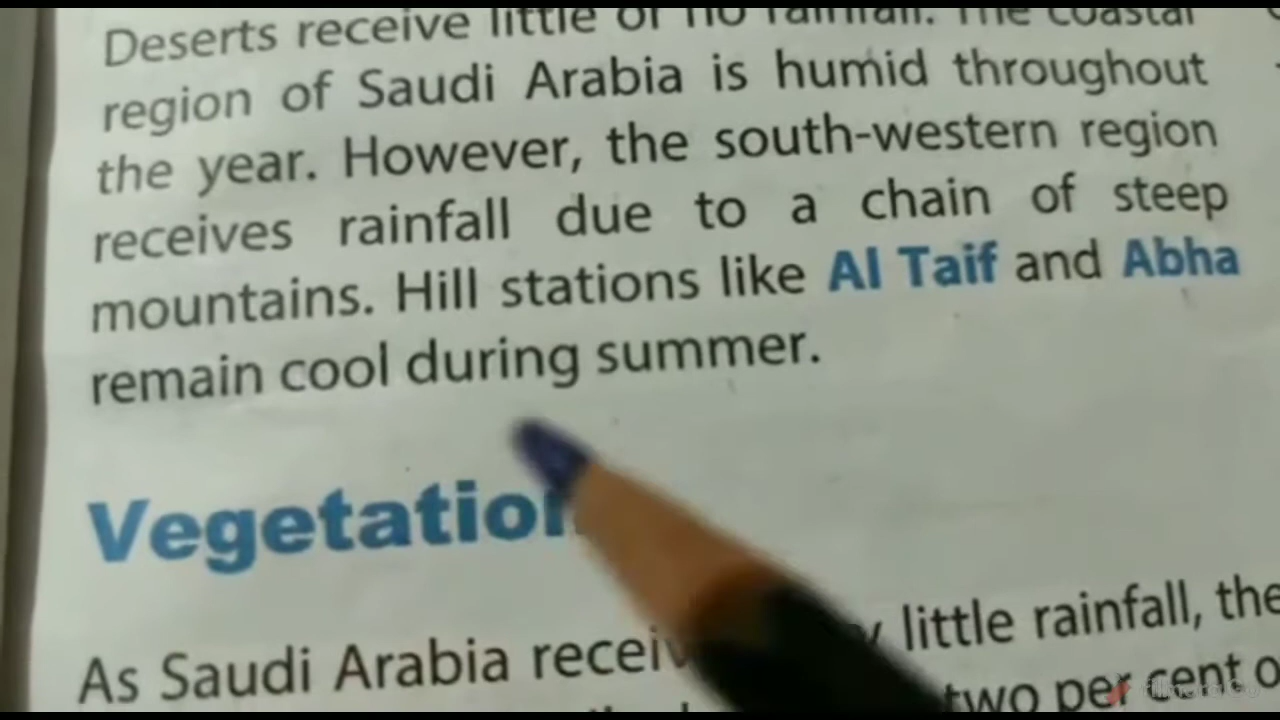 Deserts receive little or no rainfall. The coastal
region of Saudi Arabia is humid throughout
the year. However, the south-western region
receives rainfall due to a chain of steep
mountains. Hill stations like Al Taif and Abha
remain cool during summer.
Vegetation
As Saudi Arabia little rainfall, the
two per cent